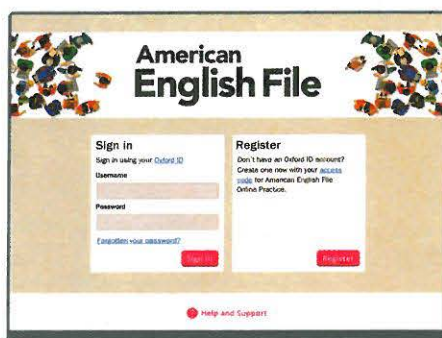 American
English File
Sign in
Sign in using your Oxford ID
Username
Password
Forgotten your password?
Sign in
Register
Don't have an Oxford ID account?
Create one now with your access
code for American English File
Online Practice.
Register
Help and Support